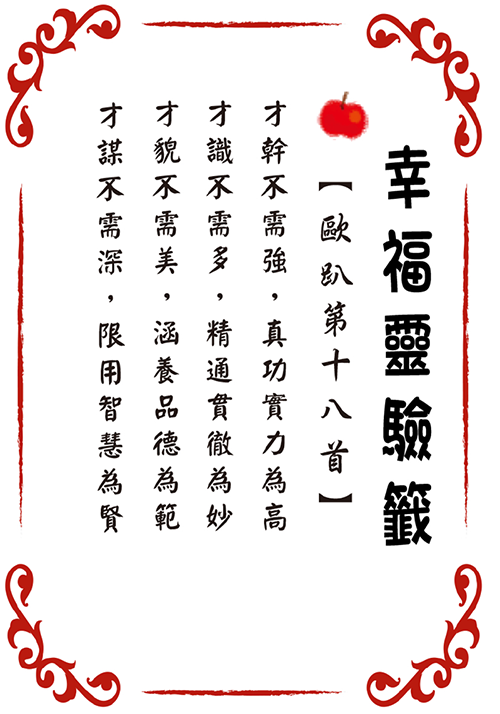 幸福靈驗籤
【歐趴第十八首】
才幹不需強，真功實力為高
才識不需多，精通貫徹為妙
才貌不需美，涵養品德為範
才謀不需深，限用智慧為賢